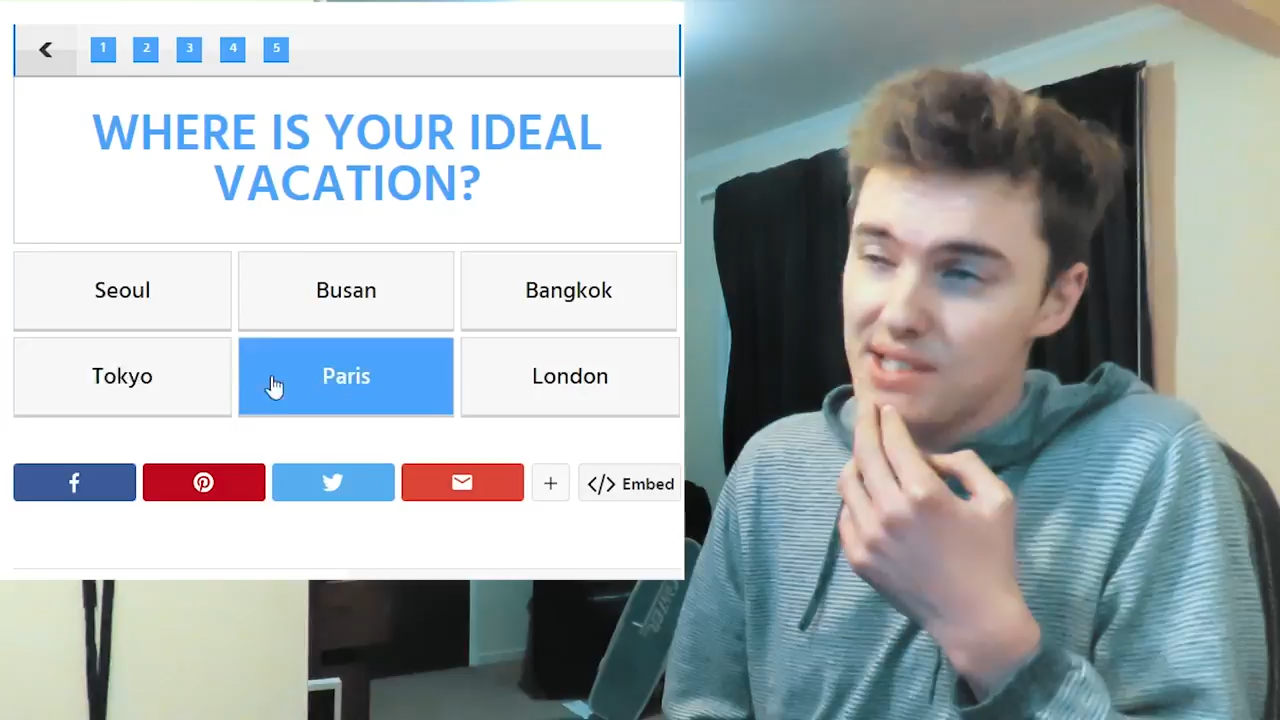 1 2 3 4 5
WHERE IS YOUR IDEAL
VACATION?
Seoul Busan Bangkok
Tokyo Paris London
f + </> Embed